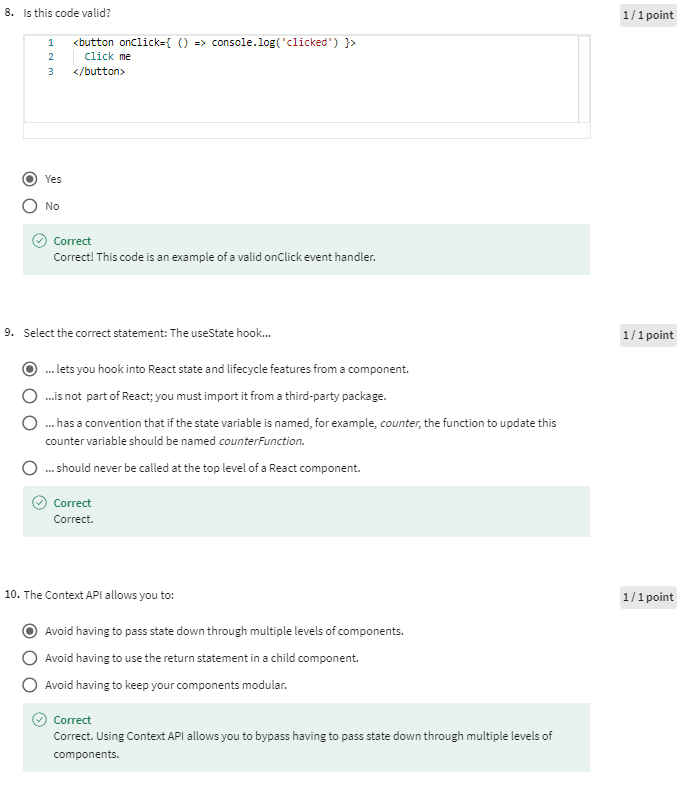 8. Is this code valid?
1 / 1 point
1 <button onClick={ () => console.log('clicked') }>
2 Click me
3 </button>
Yes
No
Correct
Correct! This code is an example of a valid onClick event handler.
9. Select the correct statement: The useState hook...
1 / 1 point
... lets you hook into React state and lifecycle features from a component.
...is not part of React; you must import it from a third-party package.
... has a convention that if the state variable is named, for example, counter, the function to update this
counter variable should be named counterFunction.
... should never be called at the top level of a React component.
Correct
Correct.
10. The Context API allows you to:
1 / 1 point
Avoid having to pass state down through multiple levels of components.
Avoid having to use the return statement in a child component.
Avoid having to keep your components modular.
Correct
Correct. Using Context API allows you to bypass having to pass state down through multiple levels of
components.